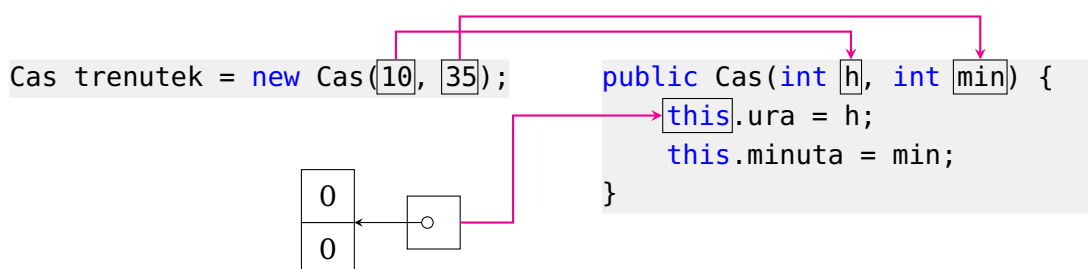 Cas trenutek = new Cas(10, 35);
public Cas(int h, int min) {
this.ura = h;
this.minuta = min;
}
0
0